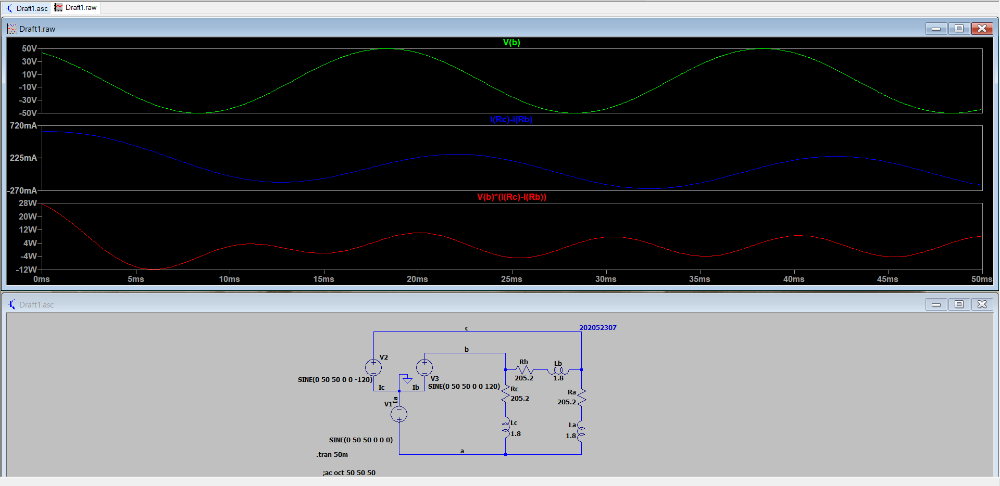 Draft1.asc Draft1.raw
Draft1.raw
V(b)
50V
30V
10V
-10V
-30V
-50V
I(Rc)-I(Rb)
720mA
225mA
-270mA
V(b)*(I(Rc)-I(Rb))
28W
20W
12W
4W
-4W
-12W
0ms 5ms 10ms 15ms 20ms 25ms 30ms 35ms 40ms 45ms 50ms
Draft1.asc
c
202052307
b
V2
SINE(0 50 50 0 0 -120)
Ic
Ib
V3
SINE(0 50 50 0 0 120)
Rb
205.2
Lb
1.8
Rc
205.2
Ra
205.2
V1
Ia
Lc
1.8
La
1.8
SINE(0 50 50 0 0 0)
a
.tran 50m
;ac oct 50 50 50